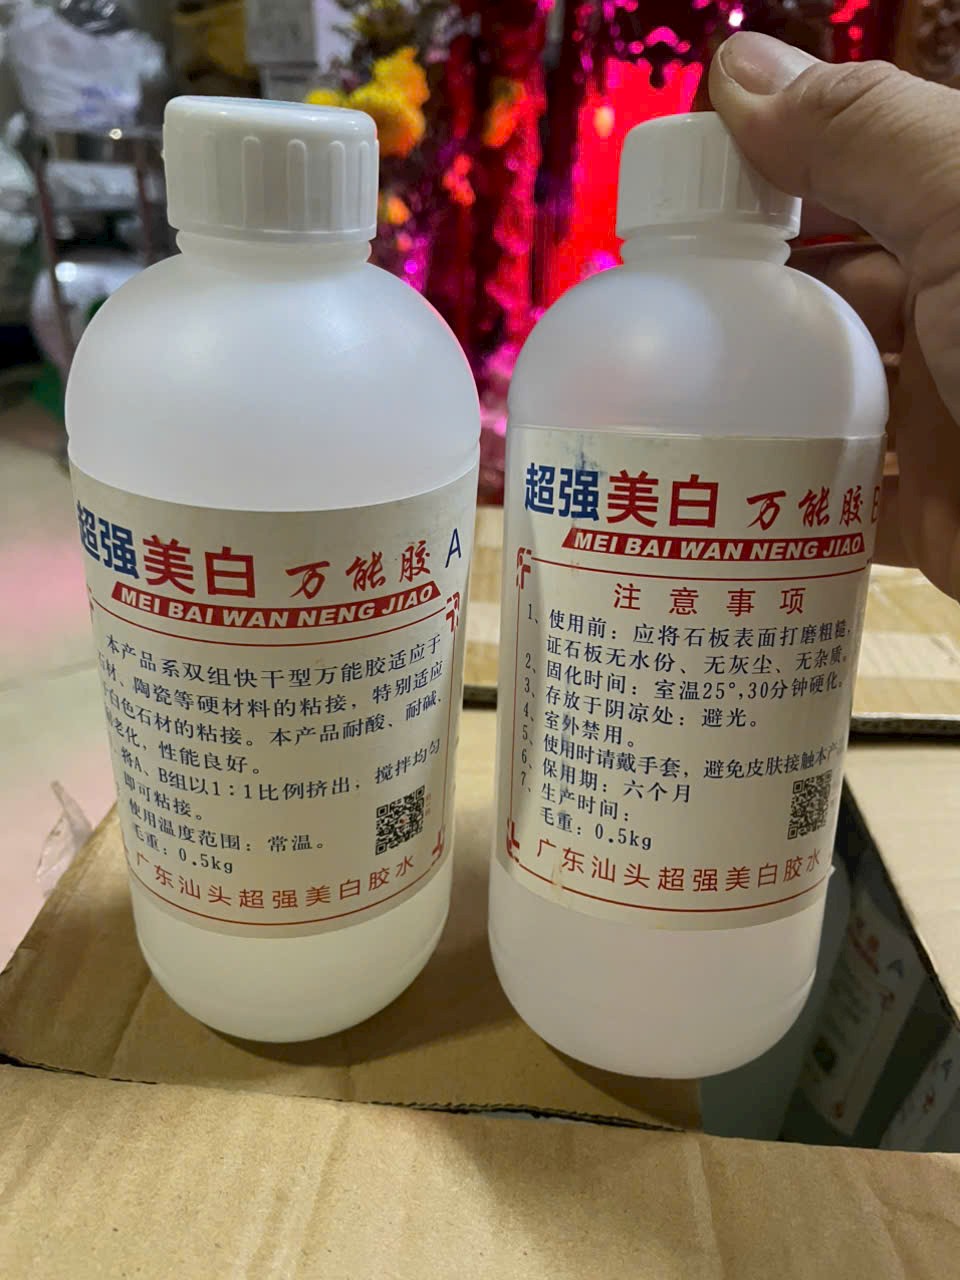 超强美白 万能胶 A
MEI BAI WAN NENG JIAO
本产品系双组快干型万能胶适应于
石材、陶瓷等硬材料的粘接，特别适应
白色石材的粘接。本产品耐酸、耐碱、
老化，性能良好。
将A、B组以1：1比例挤出，搅拌均匀
即可粘接。
使用温度范围：常温。
毛重：0.5kg
广东汕头超强美白胶水
超强美白 万能胶 B
MEI BAI WAN NENG JIAO
注意事项
1、使用前：应将石板表面打磨粗糙，
证石板无水份、无灰尘、无杂质。
2、固化时间：室温25°,30分钟硬化。
3、存放于阴凉处：避光。
4、室外禁用。
5、使用时请戴手套，避免皮肤接触本产
6、保用期：六个月
7、生产时间：
毛重：0.5kg
广东汕头超强美白胶水